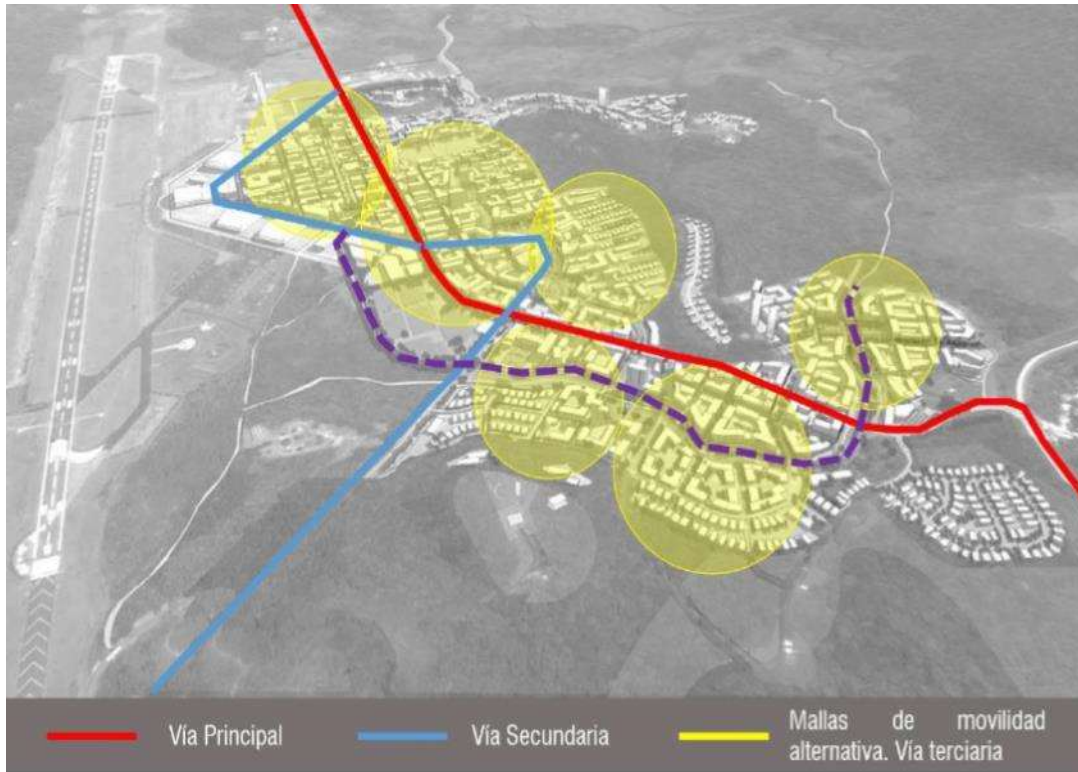 Vía Principal
Vía Secundaria
Mallas de movilidad
alternativa. Vía terciaria